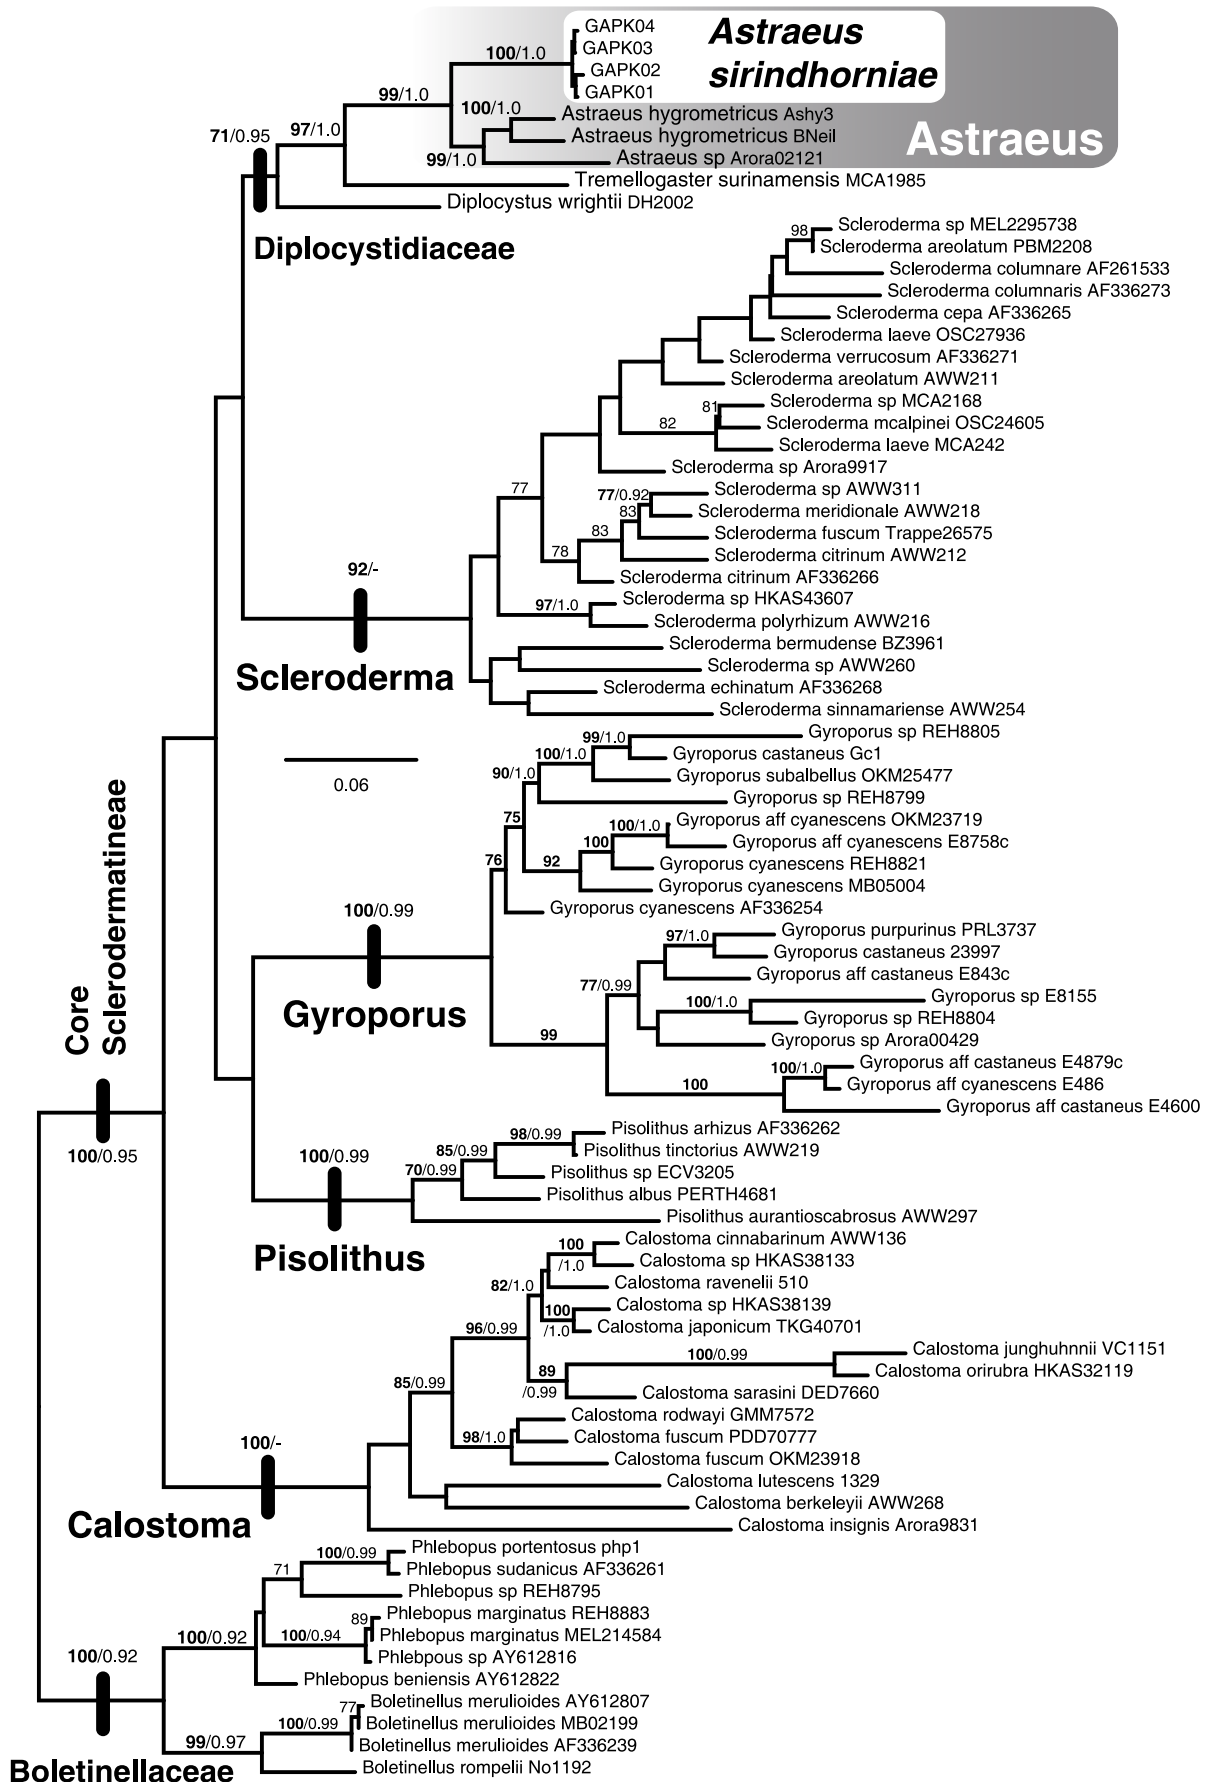 GAPK04
GAPK03
GAPK02
GAPK01
Astraeus
sirindhorniae
100/1.0
99/1.0
100/1.0
Astraeus hygrometricus Ashy3
Astraeus hygrometricus BNeil
Astraeus
71/0.95
97/1.0
99/1.0
Astraeus sp Arora02121
Tremellogaster surinamensis MCA1985
Diplocystus wrightii DH2002
Diplocystidiaceae
98
Scleroderma sp MEL2295738
Scleroderma areolatum PBM2208
Scleroderma columnare AF261533
Scleroderma columnaris AF336273
Scleroderma cepa AF336265
Scleroderma laeve OSC27936
Scleroderma verrucosum AF336271
Scleroderma areolatum AWW211
81
Scleroderma sp MCA2168
82
Scleroderma mcalpinei OSC24605
Scleroderma laeve MCA242
Scleroderma sp Arora9917
77
77/0.92
Scleroderma sp AWW311
83
Scleroderma meridionale AWW218
83
Scleroderma fuscum Trappe26575
78
Scleroderma citrinum AWW212
Scleroderma citrinum AF336266
92/-
97/1.0
Scleroderma sp HKAS43607
Scleroderma polyrhizum AWW216
Scleroderma bermudense BZ3961
Scleroderma
Scleroderma sp AWW260
Scleroderma echinatum AF336268
Scleroderma sinnamariense AWW254
0.06
99/1.0
Gyroporus sp REH8805
100/1.0
Gyroporus castaneus Gc1
90/1.0
Gyroporus subalbellus OKM25477
Gyroporus sp REH8799
75
100/1.0
Gyroporus aff cyanescens OKM23719
100
Gyroporus aff cyanescens E8758c
76
92
Gyroporus cyanescens REH8821
Gyroporus cyanescens MB05004
Gyroporus cyanescens AF336254
100/0.99
Gyroporus
97/1.0
Gyroporus purpurinus PRL3737
Gyroporus castaneus 23997
77/0.99
Gyroporus aff castaneus E843c
100/1.0
Gyroporus sp E8155
Gyroporus sp REH8804
99
Gyroporus sp Arora00429
100/1.0
Gyroporus aff castaneus E4879c
100
Gyroporus aff cyanescens E486
Gyroporus aff castaneus E4600
Core
Sclerodermatineae
100/0.95
100/0.99
98/0.99
Pisolithus arhizus AF336262
85/0.99
Pisolithus tinctorius AWW219
70/0.99
Pisolithus sp ECV3205
Pisolithus albus PERTH4681
Pisolithus aurantioscabrosus AWW297
Pisolithus
100
/1.0
Calostoma cinnabarinum AWW136
Calostoma sp HKAS38133
82/1.0
Calostoma ravenelii 510
100
/1.0
Calostoma sp HKAS38139
Calostoma japonicum TKG40701
96/0.99
100/0.99
Calostoma junghuhnnii VC1151
Calostoma orirubra HKAS32119
89
/0.99
Calostoma sarasini DED7660
85/0.99
Calostoma rodwayi GMM7572
98/1.0
Calostoma fuscum PDD70777
Calostoma fuscum OKM23918
100/-
Calostoma lutescens 1329
Calostoma berkeleyii AWW268
Calostoma insignis Arora9831
Calostoma
100/0.99
Phlebopus portentosus php1
71
Phlebopus sudanicus AF336261
Phlebopus sp REH8795
89
Phlebopus marginatus REH8883
100/0.92
100/0.94
Phlebopus marginatus MEL214584
Phlebpous sp AY612816
100/0.92
Phlebopus beniensis AY612822
77
Boletinellus merulioides AY612807
100/0.99
Boletinellus merulioides MB02199
99/0.97
Boletinellus merulioides AF336239
Boletinellus rompelii No1192
Boletinellaceae